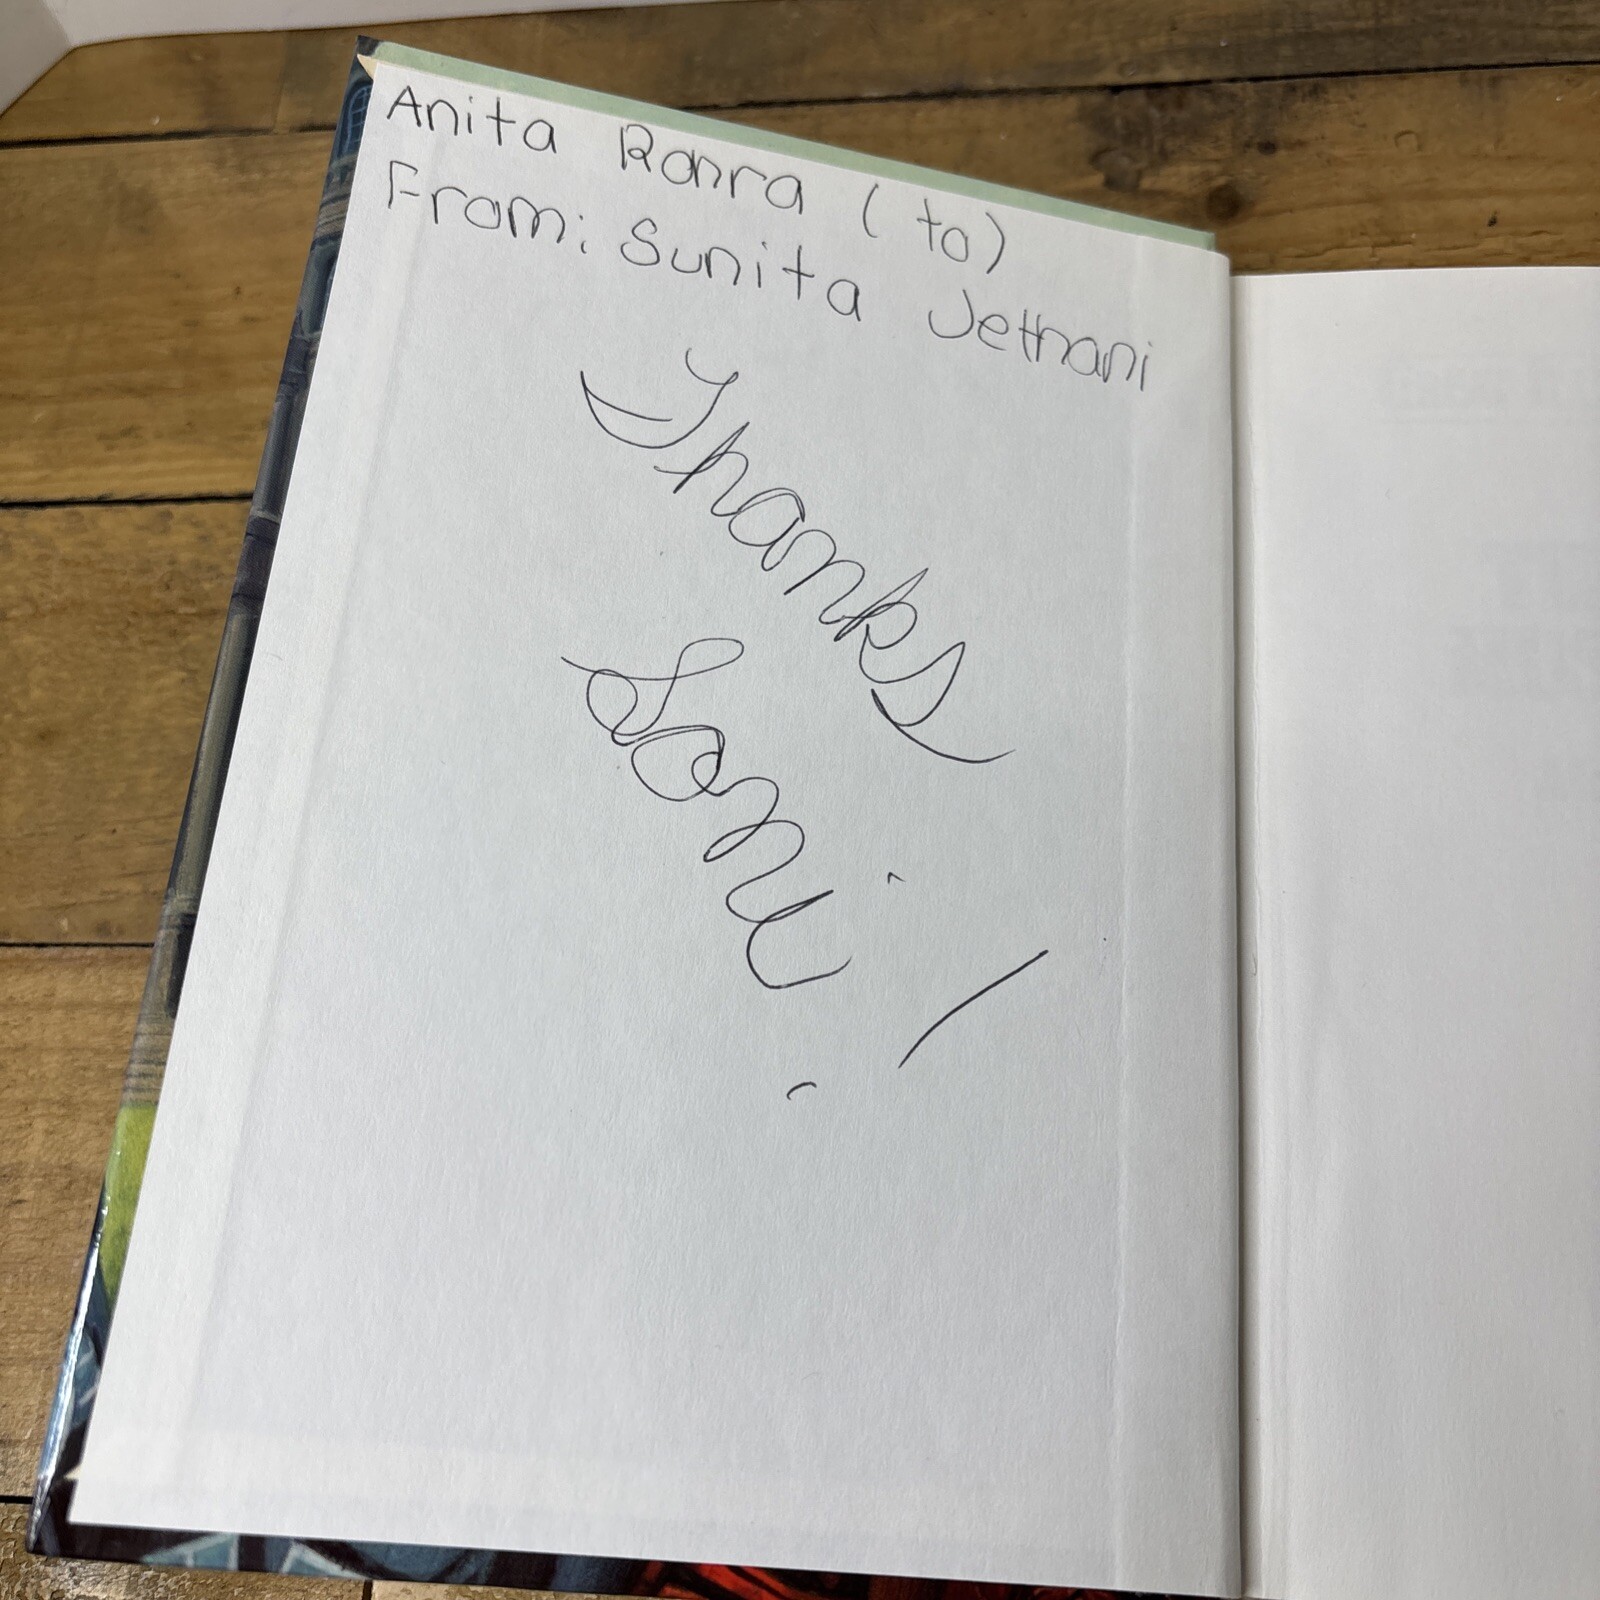 Anita Ranra (to)
From: Sunita Jethani
Thanks
Soni!